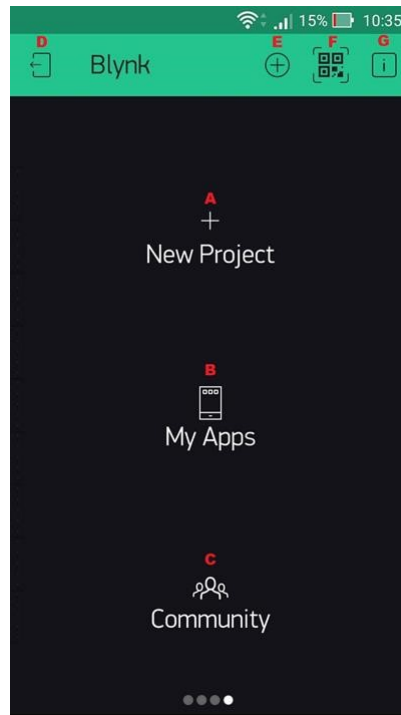 15% 10:35
D E F G
Blynk
A
New Project
B
My Apps
C
Community